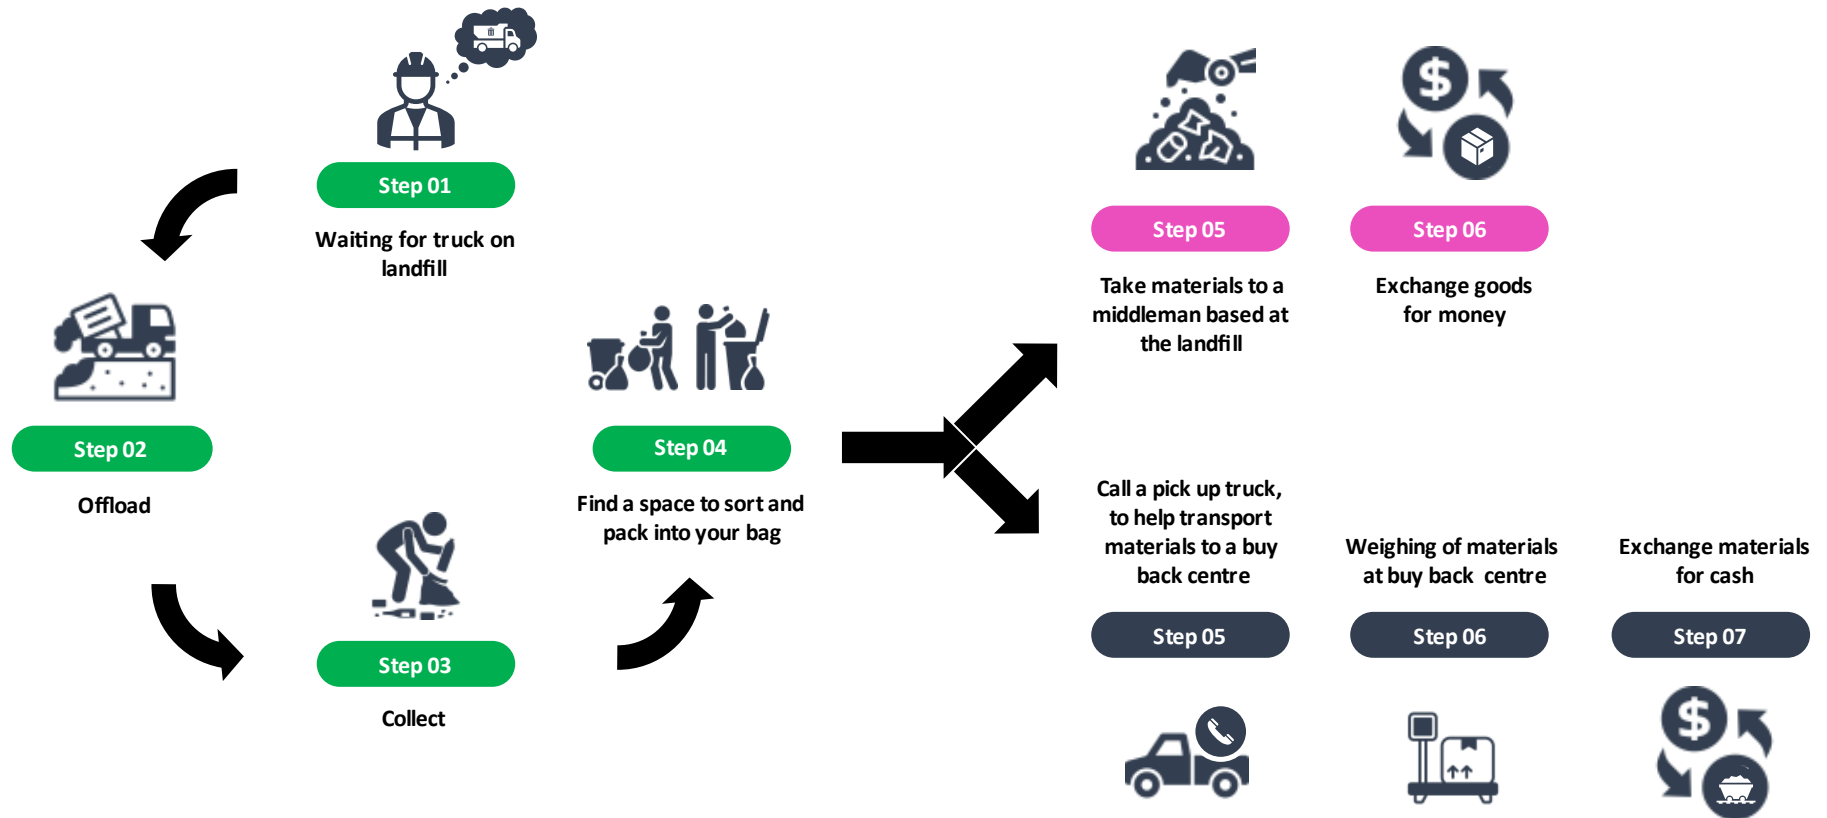 Step 01
Waiting for truck on
landfill
Step 02
Offload
Step 03
Collect
Step 04
Find a space to sort and
pack into your bag
Step 05
Take materials to a
middleman based at
the landfill
Step 06
Exchange goods
for money
Call a pick up truck,
to help transport
materials to a buy
back centre
Step 05
Weighing of materials
at buy back centre
Step 06
Exchange materials
for cash
Step 07
$
$